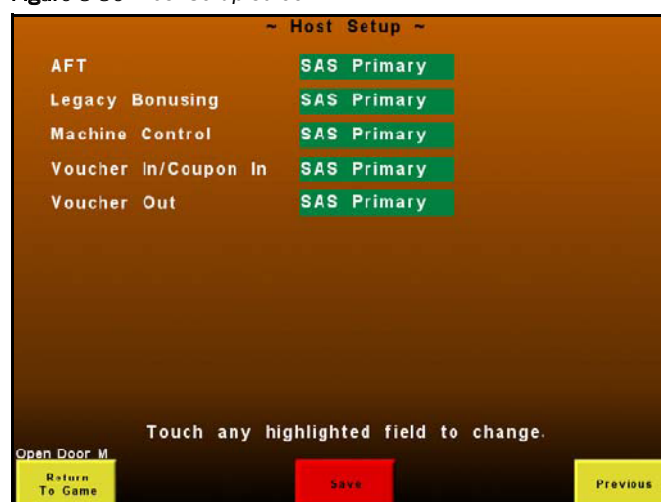 ~ Host Setup ~
AFT SAS Primary
Legacy Bonusing SAS Primary
Machine Control SAS Primary
Voucher In/Coupon In SAS Primary
Voucher Out SAS Primary
Touch any highlighted field to change.
Open Door M
Return To Game
Save
Previous